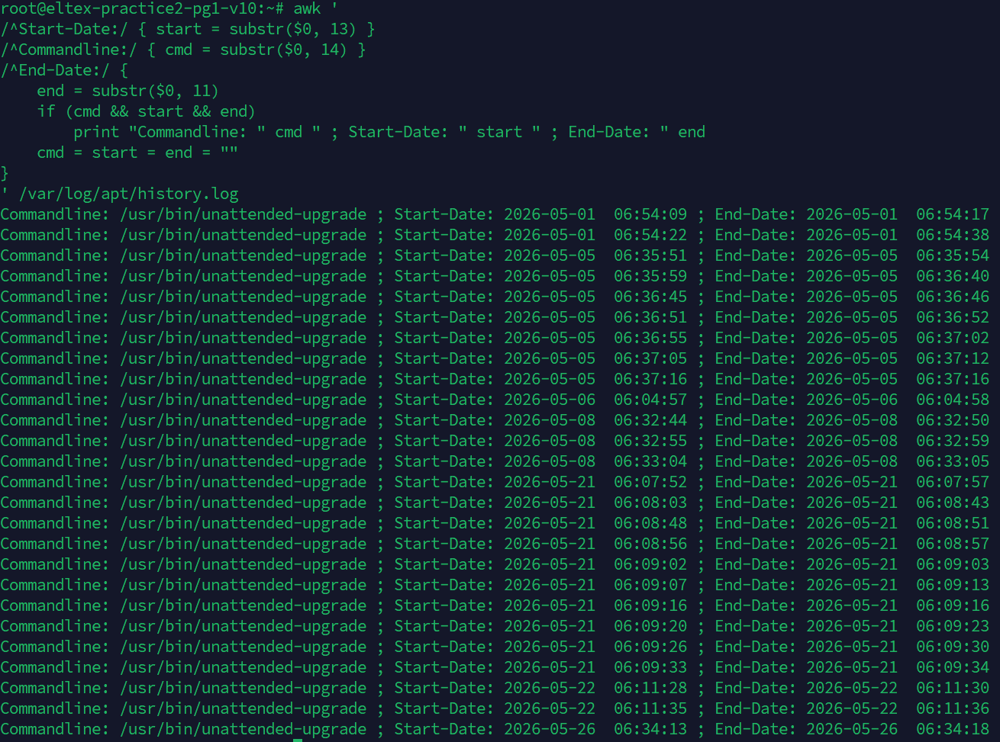 root@eltex-practice2-pg1-v10:~# awk '
/^Start-Date:/ { start = substr($0, 13) }
/^Commandline:/ { cmd = substr($0, 14) }
/^End-Date:/ {
    end = substr($0, 11)
    if (cmd && start && end)
        print "Commandline: " cmd " ; Start-Date: " start " ; End-Date: " end
    cmd = start = end = ""
}
' /var/log/apt/history.log
Commandline: /usr/bin/unattended-upgrade ; Start-Date: 2026-05-01  06:54:09 ; End-Date: 2026-05-01  06:54:17
Commandline: /usr/bin/unattended-upgrade ; Start-Date: 2026-05-01  06:54:22 ; End-Date: 2026-05-01  06:54:38
Commandline: /usr/bin/unattended-upgrade ; Start-Date: 2026-05-05  06:35:51 ; End-Date: 2026-05-05  06:35:54
Commandline: /usr/bin/unattended-upgrade ; Start-Date: 2026-05-05  06:35:59 ; End-Date: 2026-05-05  06:36:40
Commandline: /usr/bin/unattended-upgrade ; Start-Date: 2026-05-05  06:36:45 ; End-Date: 2026-05-05  06:36:46
Commandline: /usr/bin/unattended-upgrade ; Start-Date: 2026-05-05  06:36:51 ; End-Date: 2026-05-05  06:36:52
Commandline: /usr/bin/unattended-upgrade ; Start-Date: 2026-05-05  06:36:55 ; End-Date: 2026-05-05  06:37:02
Commandline: /usr/bin/unattended-upgrade ; Start-Date: 2026-05-05  06:37:05 ; End-Date: 2026-05-05  06:37:12
Commandline: /usr/bin/unattended-upgrade ; Start-Date: 2026-05-05  06:37:16 ; End-Date: 2026-05-05  06:37:16
Commandline: /usr/bin/unattended-upgrade ; Start-Date: 2026-05-06  06:04:57 ; End-Date: 2026-05-06  06:04:58
Commandline: /usr/bin/unattended-upgrade ; Start-Date: 2026-05-08  06:32:44 ; End-Date: 2026-05-08  06:32:50
Commandline: /usr/bin/unattended-upgrade ; Start-Date: 2026-05-08  06:32:55 ; End-Date: 2026-05-08  06:32:59
Commandline: /usr/bin/unattended-upgrade ; Start-Date: 2026-05-08  06:33:04 ; End-Date: 2026-05-08  06:33:05
Commandline: /usr/bin/unattended-upgrade ; Start-Date: 2026-05-21  06:07:52 ; End-Date: 2026-05-21  06:07:57
Commandline: /usr/bin/unattended-upgrade ; Start-Date: 2026-05-21  06:08:03 ; End-Date: 2026-05-21  06:08:43
Commandline: /usr/bin/unattended-upgrade ; Start-Date: 2026-05-21  06:08:48 ; End-Date: 2026-05-21  06:08:51
Commandline: /usr/bin/unattended-upgrade ; Start-Date: 2026-05-21  06:08:56 ; End-Date: 2026-05-21  06:08:57
Commandline: /usr/bin/unattended-upgrade ; Start-Date: 2026-05-21  06:09:02 ; End-Date: 2026-05-21  06:09:03
Commandline: /usr/bin/unattended-upgrade ; Start-Date: 2026-05-21  06:09:07 ; End-Date: 2026-05-21  06:09:13
Commandline: /usr/bin/unattended-upgrade ; Start-Date: 2026-05-21  06:09:16 ; End-Date: 2026-05-21  06:09:16
Commandline: /usr/bin/unattended-upgrade ; Start-Date: 2026-05-21  06:09:20 ; End-Date: 2026-05-21  06:09:23
Commandline: /usr/bin/unattended-upgrade ; Start-Date: 2026-05-21  06:09:26 ; End-Date: 2026-05-21  06:09:30
Commandline: /usr/bin/unattended-upgrade ; Start-Date: 2026-05-21  06:09:33 ; End-Date: 2026-05-21  06:09:34
Commandline: /usr/bin/unattended-upgrade ; Start-Date: 2026-05-22  06:11:28 ; End-Date: 2026-05-22  06:11:30
Commandline: /usr/bin/unattended-upgrade ; Start-Date: 2026-05-22  06:11:35 ; End-Date: 2026-05-22  06:11:36
Commandline: /usr/bin/unattended-upgrade ; Start-Date: 2026-05-26  06:34:13 ; End-Date: 2026-05-26  06:34:18